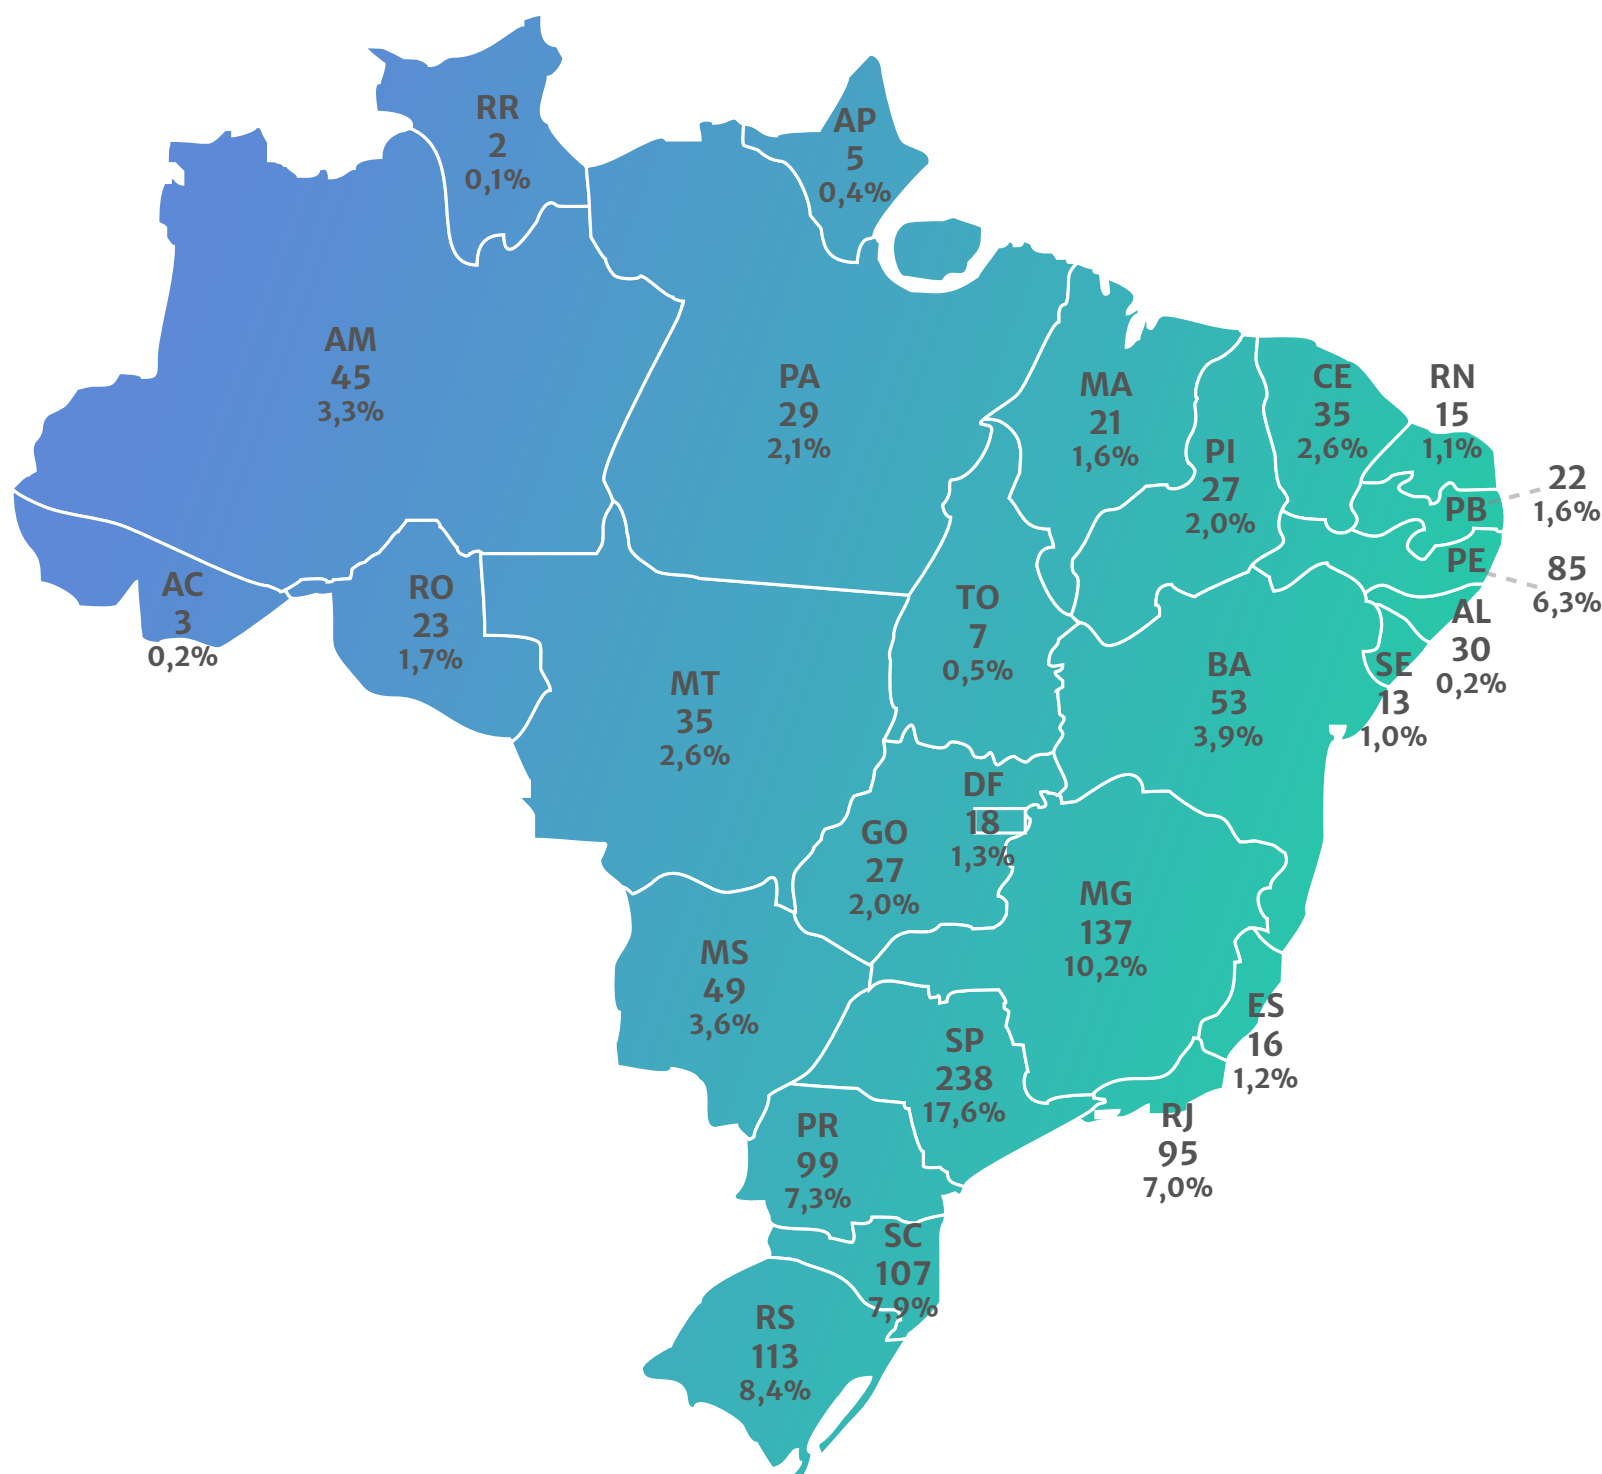 RR
2
0,1%
AP
5
0,4%
AM
45
3,3%
PA
29
2,1%
MA
21
1,6%
PI
27
2,0%
CE
35
2,6%
RN
15
1,1%
PB
22
1,6%
PE
85
6,3%
AL
30
0,2%
SE
13
1,0%
AC
3
0,2%
RO
23
1,7%
TO
7
0,5%
BA
53
3,9%
MT
35
2,6%
DF
18
1,3%
GO
27
2,0%
MG
137
10,2%
MS
49
3,6%
ES
16
1,2%
SP
238
17,6%
RJ
95
7,0%
PR
99
7,3%
SC
107
7,9%
RS
113
8,4%